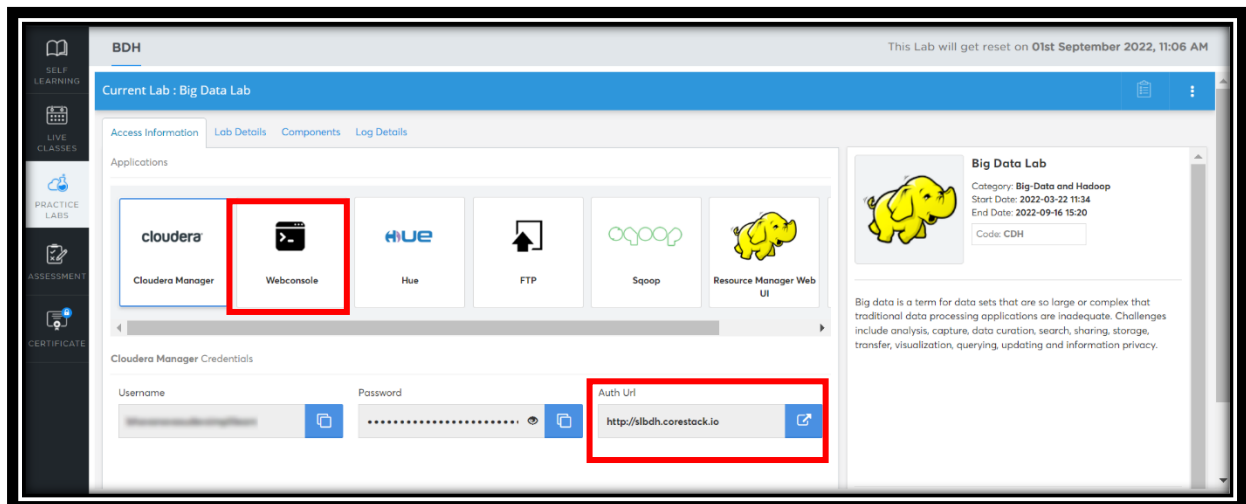 SELF
LEARNING
LIVE
CLASSES
PRACTICE
LABS
ASSESSMENT
CERTIFICATE
BDH
This Lab will get reset on 01st September 2022, 11:06 AM
Current Lab : Big Data Lab
Access Information
Lab Details
Components
Log Details
Applications
cloudera
Cloudera Manager
Webconsole
HUE
Hue
FTP
sqoop
Sqoop
Resource Manager Web
UI
Cloudera Manager Credentials
Username
Password
Auth Url
http://slbdh.corestack.io
Big Data Lab
Category: Big-Data and Hadoop
Start Date: 2022-03-22 11:34
End Date: 2022-09-16 15:20
Code: CDH
Big data is a term for data sets that are so large or complex that
traditional data processing applications are inadequate. Challenges
include analysis, capture, data curation, search, sharing, storage,
transfer, visualization, querying, updating and information privacy.